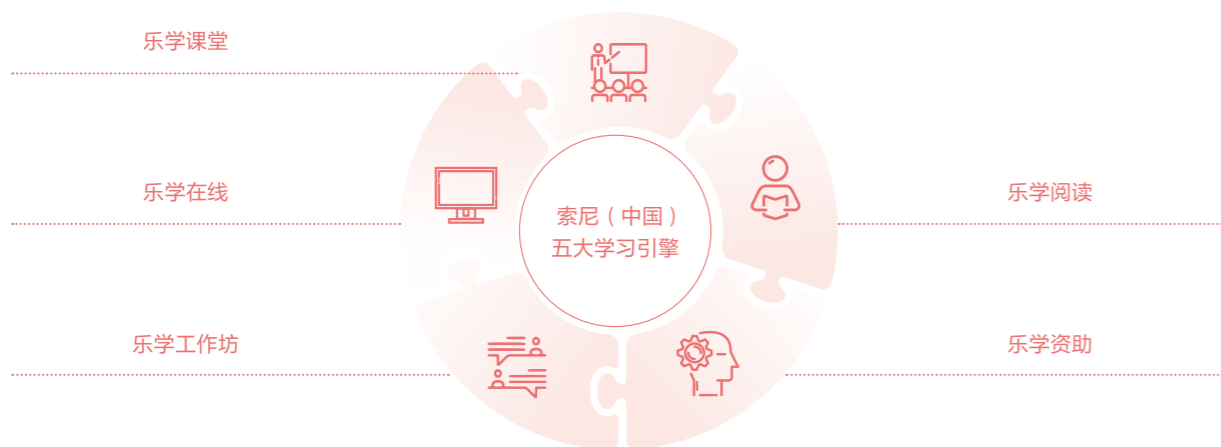 乐学课堂
乐学在线
乐学阅读
索尼（中国）
五大学习引擎
乐学工作坊
乐学资助